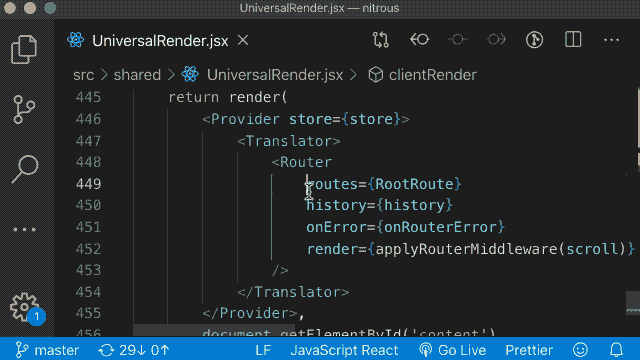 UniversalRender.jsx — nitrous
UniversalRender.jsx
src > shared > UniversalRender.jsx > clientRender
445 return render(
446 <Provider store={store}>
447 <Translator>
448 <Router
449 routes={RootRoute}
450 history={history}
451 onError={onRouterError}
452 render={applyRouterMiddleware(scroll)}
453 />
454 </Translator>
455 </Provider>,
456 document.getElementById('content')
1
master 29↓ 0↑ LF JavaScript React Go Live Prettier